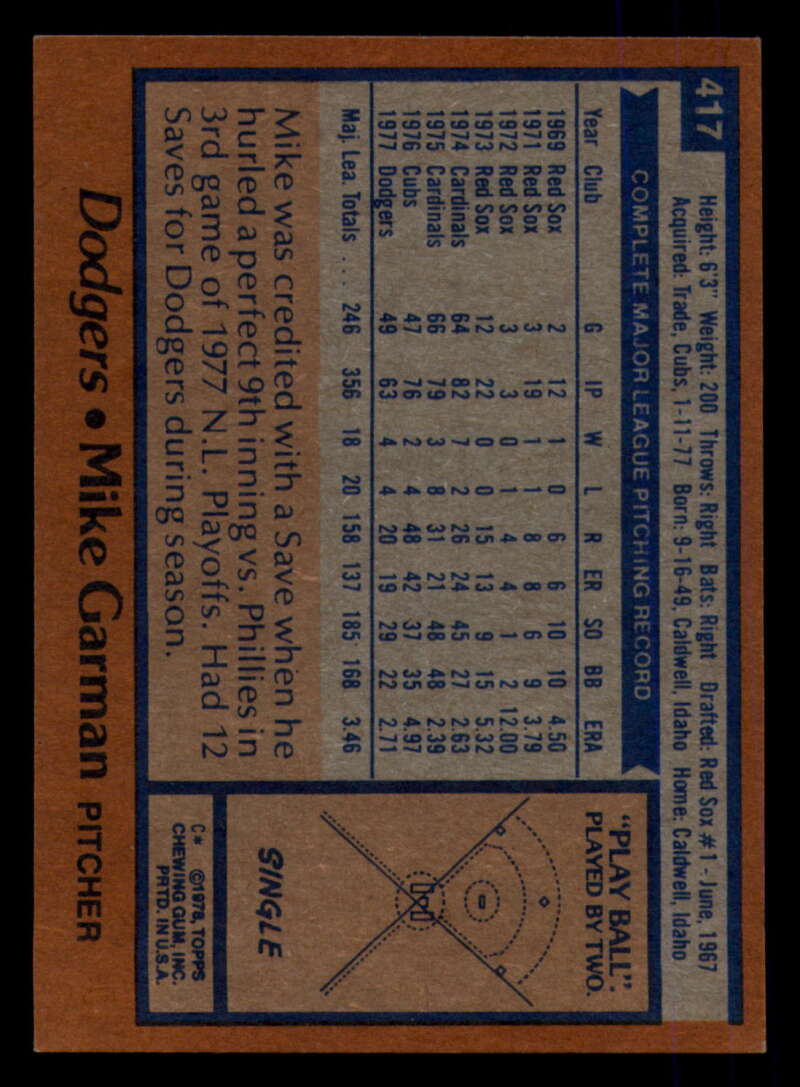 417
Height: 6'3" Weight: 200 Throws: Right Bats: Right Drafted: Red Sox #1 - June, 1967
Acquired: Trade, Cubs, 1-11-77 Born: 9-16-49, Caldwell, Idaho Home: Caldwell, Idaho
COMPLETE MAJOR LEAGUE PITCHING RECORD
Year Club G IP W L R ER SO BB ERA
1969 Red Sox 2 12 1 0 6 6 10 10 4.50
1971 Red Sox 3 19 1 1 8 8 6 9 3.79
1972 Red Sox 3 3 0 1 4 4 1 2 12.00
1973 Red Sox 12 22 0 0 15 13 9 15 5.32
1974 Cardinals 64 82 7 2 26 24 45 27 2.63
1975 Cardinals 66 79 3 8 31 21 48 48 2.39
1976 Cubs 47 76 2 4 48 42 37 35 4.97
1977 Dodgers 49 63 4 4 20 19 29 22 2.71
Maj. Lea. Totals ... 246 356 18 20 158 137 185 168 3.46
Mike was credited with a Save when he
hurled a perfect 9th inning vs. Phillies in
3rd game of 1977 N.L. Playoffs. Had 12
Saves for Dodgers during season.
"PLAY BALL".
PLAYED BY TWO.
SINGLE
C* ©1978, TOPPS
CHEWING GUM, INC.
PRTD. IN U.S.A.
Dodgers • Mike Garman PITCHER